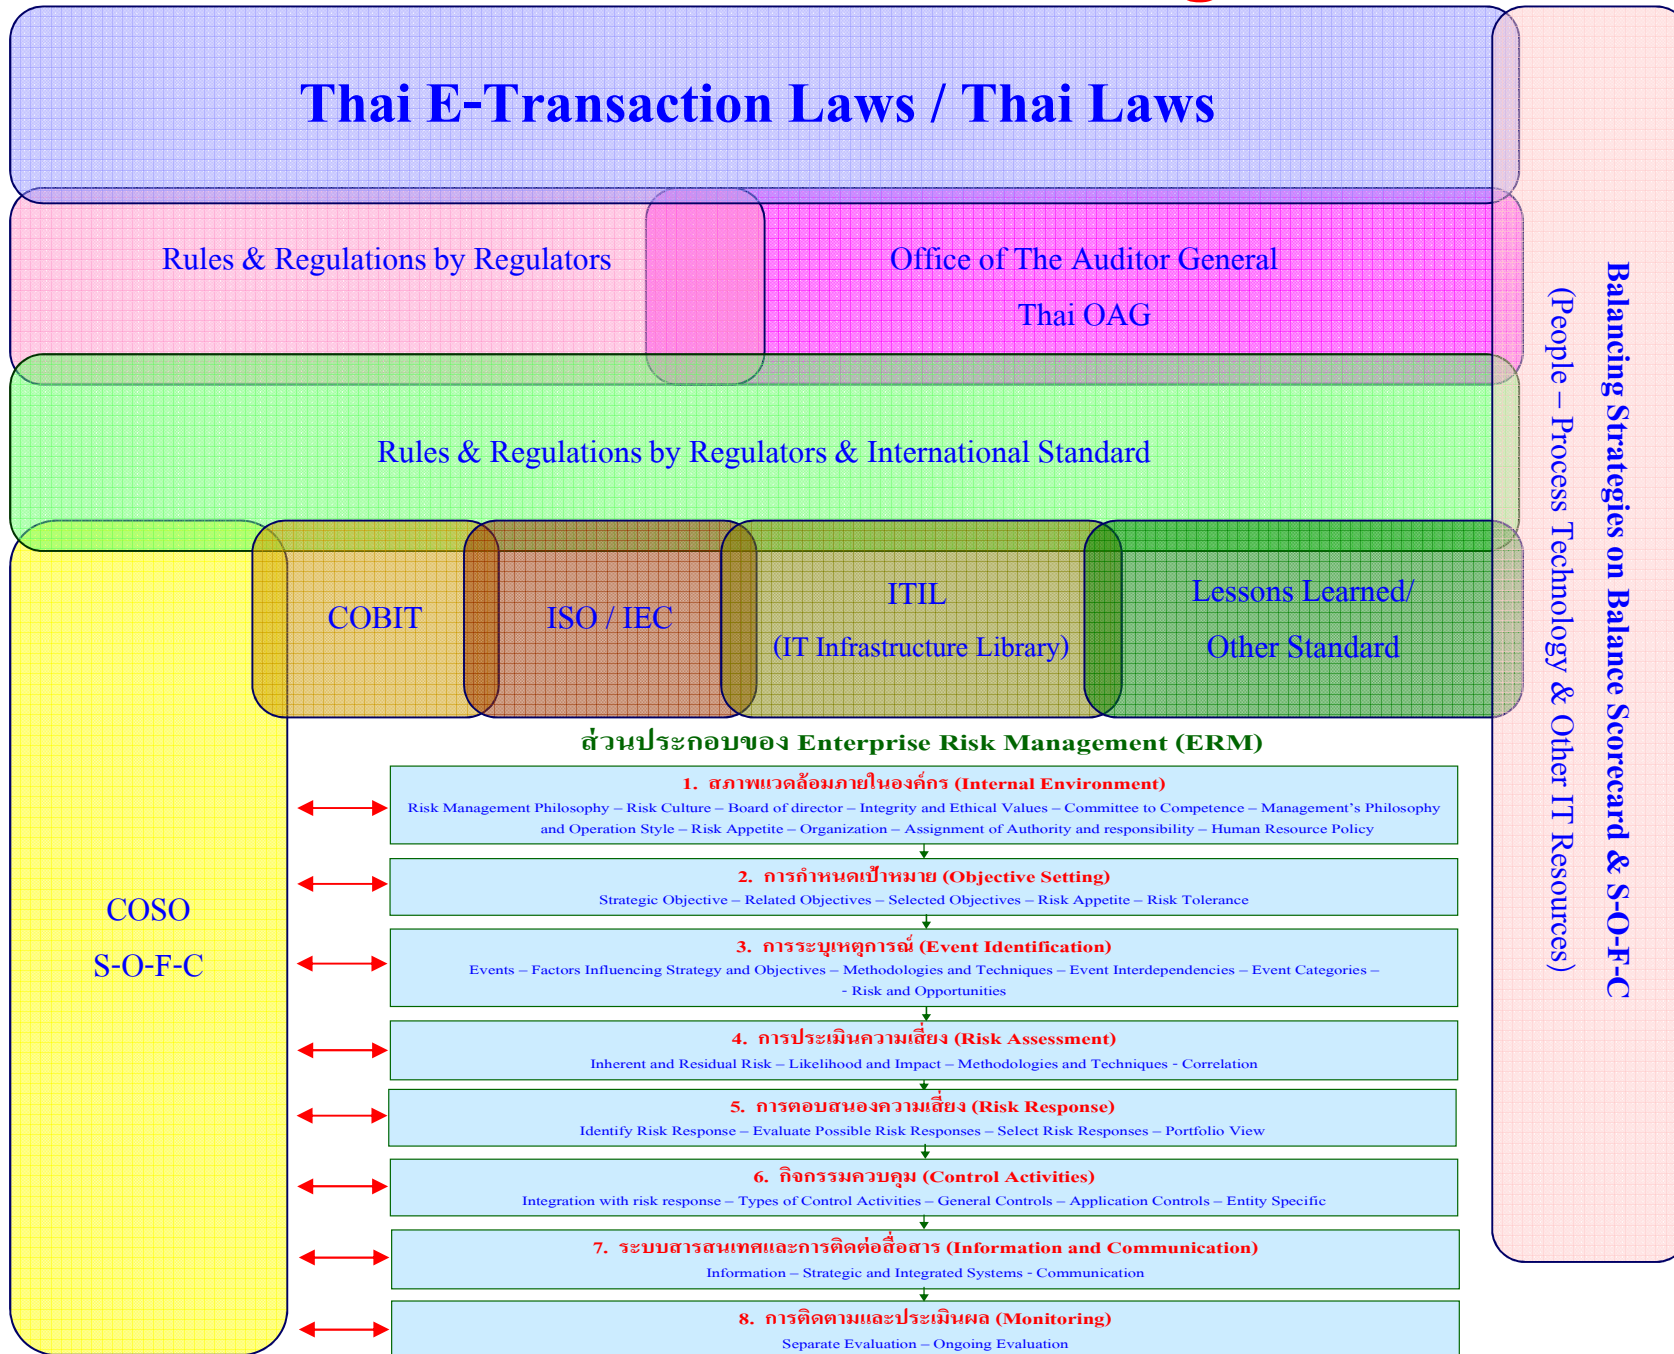 Thai E-Transaction Laws / Thai Laws
Rules & Regulations by Regulators
Office of The Auditor General
Thai OAG
Rules & Regulations by Regulators & International Standard
COBIT
ISO / IEC
ITIL
(IT Infrastructure Library)
Lessons Learned/
Other Standard
COSO
S-O-F-C
ส่วนประกอบของ Enterprise Risk Management (ERM)
1. สภาพแวดล้อมภายในองค์กร (Internal Environment)
Risk Management Philosophy – Risk Culture – Board of director – Integrity and Ethical Values – Committee to Competence – Management's Philosophy
and Operation Style – Risk Appetite – Organization – Assignment of Authority and responsibility – Human Resource Policy
2. การกำหนดเป้าหมาย (Objective Setting)
Strategic Objective – Related Objectives – Selected Objectives – Risk Appetite – Risk Tolerance
3. การระบุเหตุการณ์ (Event Identification)
Events – Factors Influencing Strategy and Objectives – Methodologies and Techniques – Event Interdependencies – Event Categories –
- Risk and Opportunities
4. การประเมินความเสี่ยง (Risk Assessment)
Inherent and Residual Risk – Likelihood and Impact – Methodologies and Techniques - Correlation
5. การตอบสนองความเสี่ยง (Risk Response)
Identify Risk Response – Evaluate Possible Risk Responses – Select Risk Responses – Portfolio View
6. กิจกรรมควบคุม (Control Activities)
Integration with risk response – Types of Control Activities – General Controls – Application Controls – Entity Specific
7. ระบบสารสนเทศและการติดต่อสื่อสาร (Information and Communication)
Information – Strategic and Integrated Systems - Communication
8. การติดตามและประเมินผล (Monitoring)
Separate Evaluation – Ongoing Evaluation
Balancing Strategies on Balance Scorecard & S-O-F-C
(People – Process Technology & Other IT Resources)